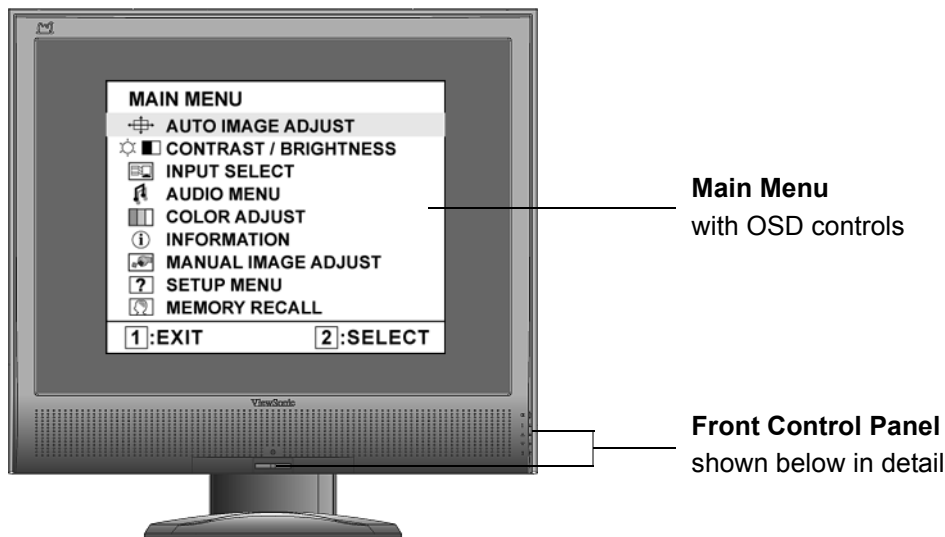 MAIN MENU
AUTO IMAGE ADJUST
CONTRAST / BRIGHTNESS
INPUT SELECT
AUDIO MENU
COLOR ADJUST
i INFORMATION
MANUAL IMAGE ADJUST
? SETUP MENU
MEMORY RECALL
1:EXIT 2:SELECT
ViewSonic
Main Menu
with OSD controls
Front Control Panel
shown below in detail